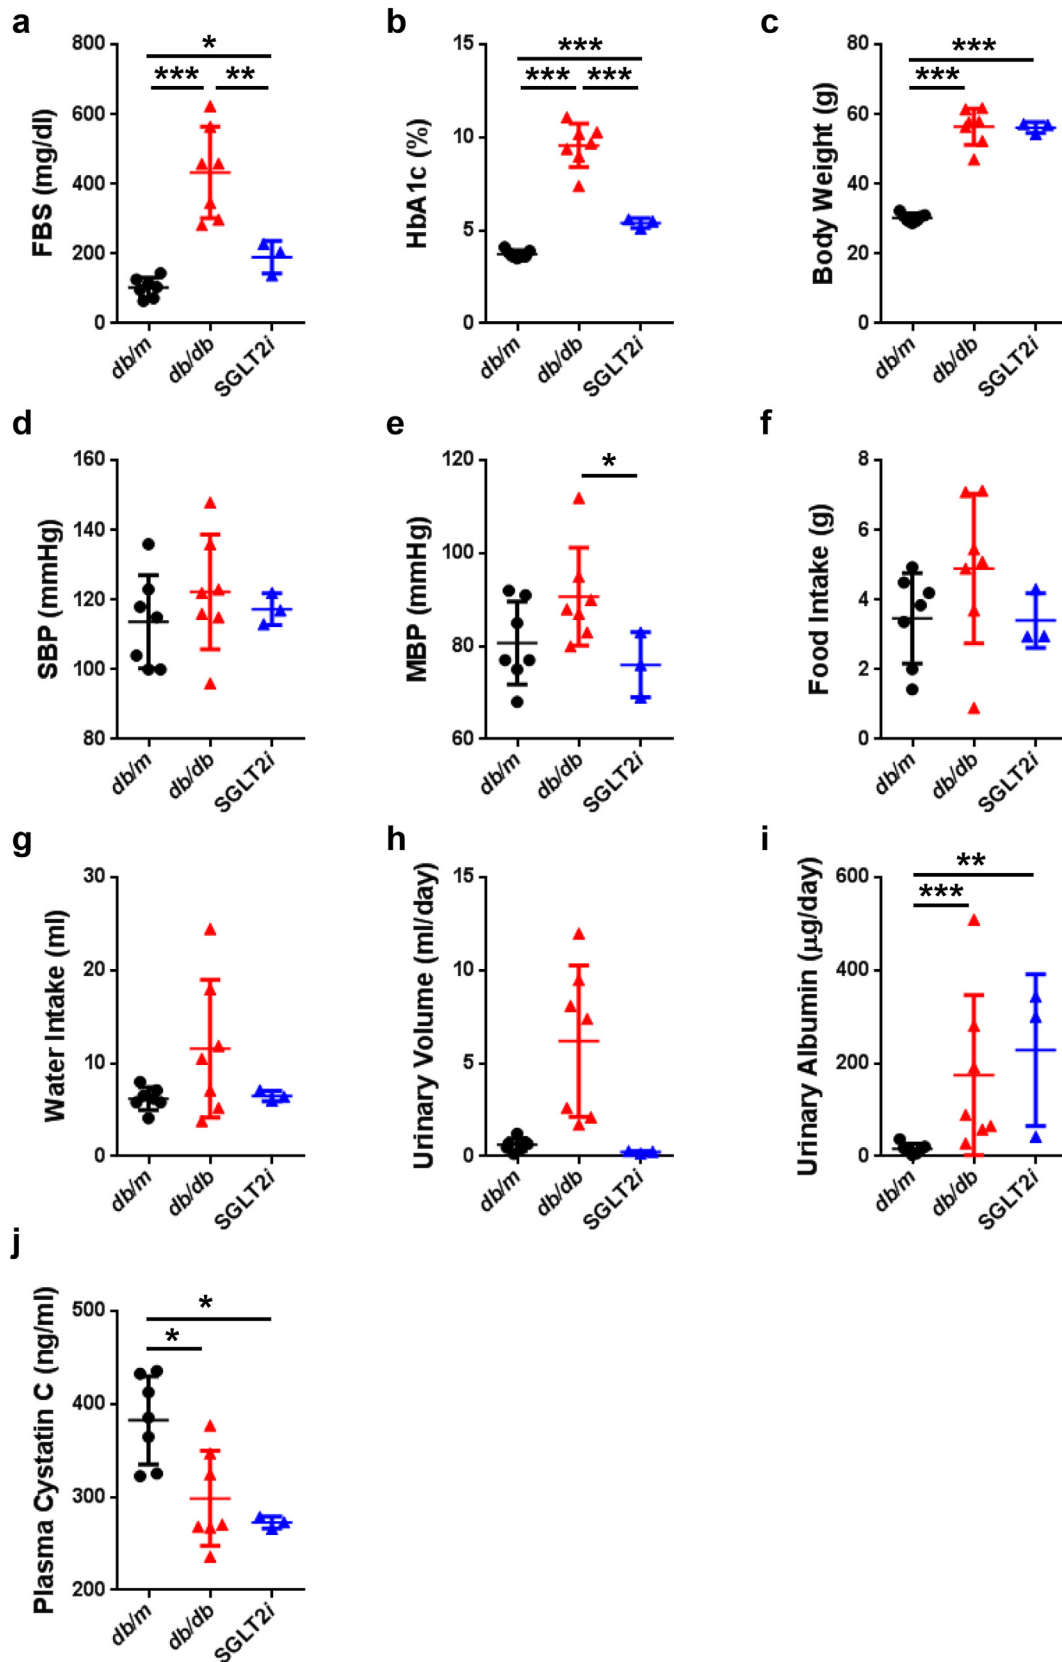 a
FBS (mg/dl)
800
600
400
200
0
*
*** **
db/m
db/db
SGLT2i
b
HbA1c (%)
15
10
5
0
***
*** ***
db/m
db/db
SGLT2i
c
Body Weight (g)
80
60
40
20
0
***
***
db/m
db/db
SGLT2i
d
SBP (mmHg)
160
140
120
100
80
db/m
db/db
SGLT2i
e
MBP (mmHg)
120
100
80
60
*
db/m
db/db
SGLT2i
f
Food Intake (g)
8
6
4
2
0
db/m
db/db
SGLT2i
g
Water Intake (ml)
30
20
10
0
db/m
db/db
SGLT2i
h
Urinary Volume (ml/day)
15
10
5
0
db/m
db/db
SGLT2i
i
Urinary Albumin (μg/day)
600
400
200
0
**
***
db/m
db/db
SGLT2i
j
Plasma Cystatin C (ng/ml)
500
400
300
200
*
*
db/m
db/db
SGLT2i